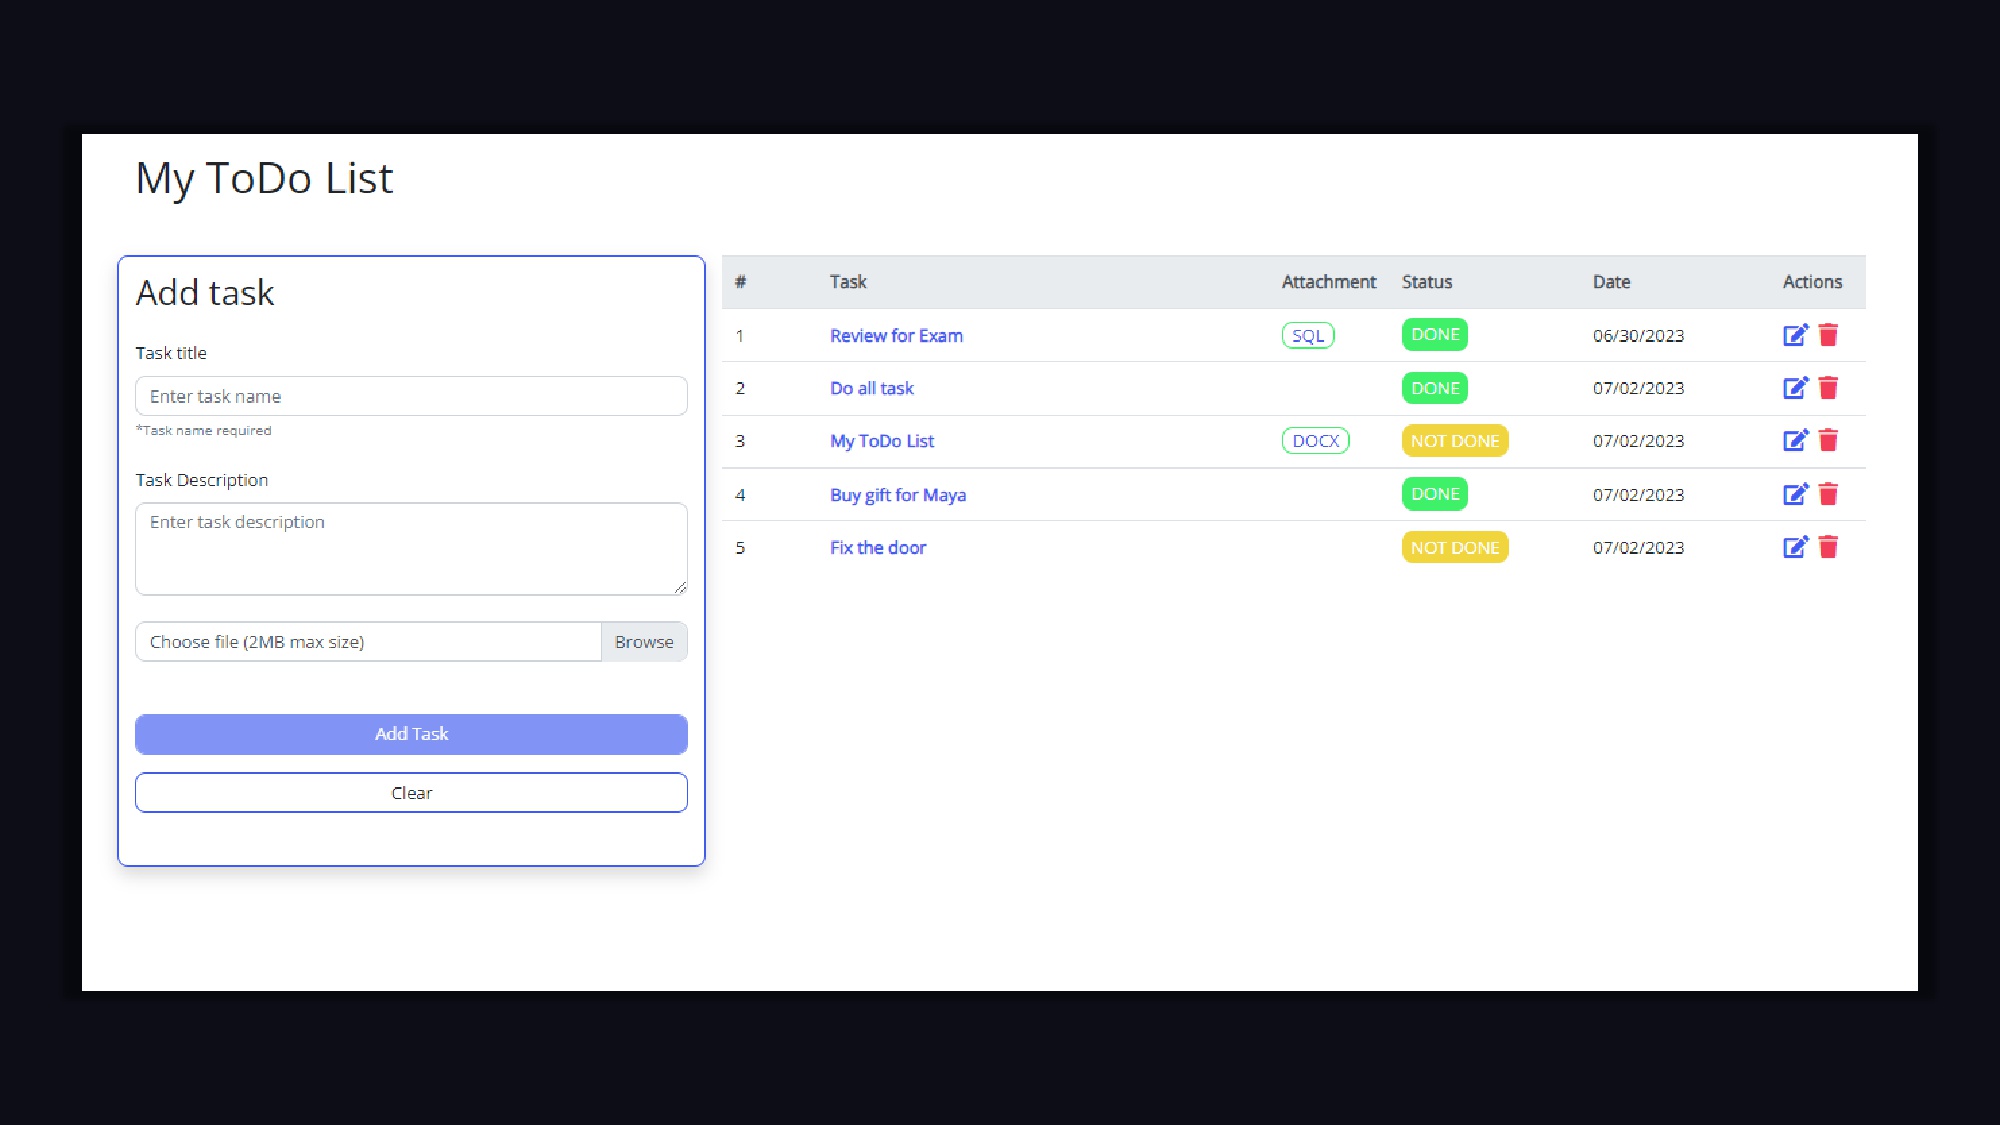 My ToDo List
Add task
Task title
Enter task name
*Task name required
Task Description
Enter task description
Choose file (2MB max size) Browse
Add Task
Clear
# Task Attachment Status Date Actions
1 Review for Exam SQL DONE 06/30/2023
2 Do all task DONE 07/02/2023
3 My ToDo List DOCX NOT DONE 07/02/2023
4 Buy gift for Maya DONE 07/02/2023
5 Fix the door NOT DONE 07/02/2023